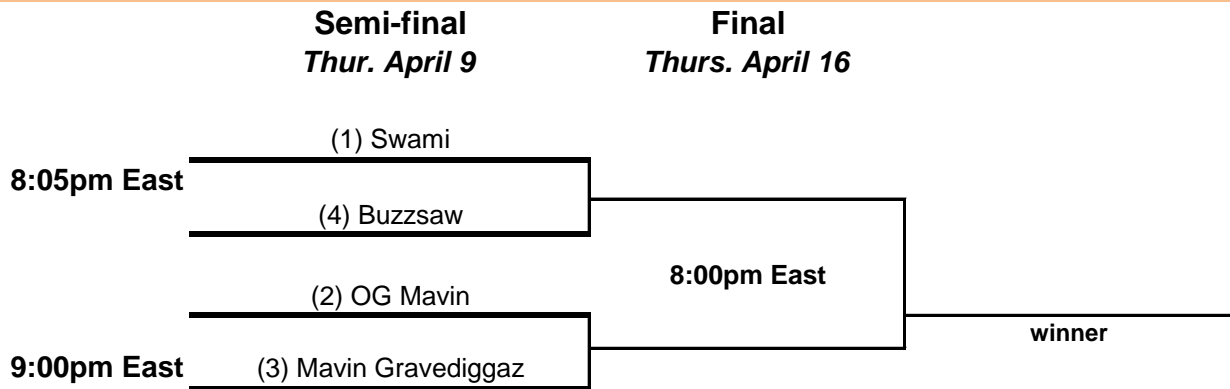 Semi-final
Final
Thur. April 9
Thurs. April 16
(1) Swami
8:05pm East
(4) Buzzsaw
8:00pm East
(2) OG Mavin
winner
9:00pm East
(3) Mavin Gravediggaz